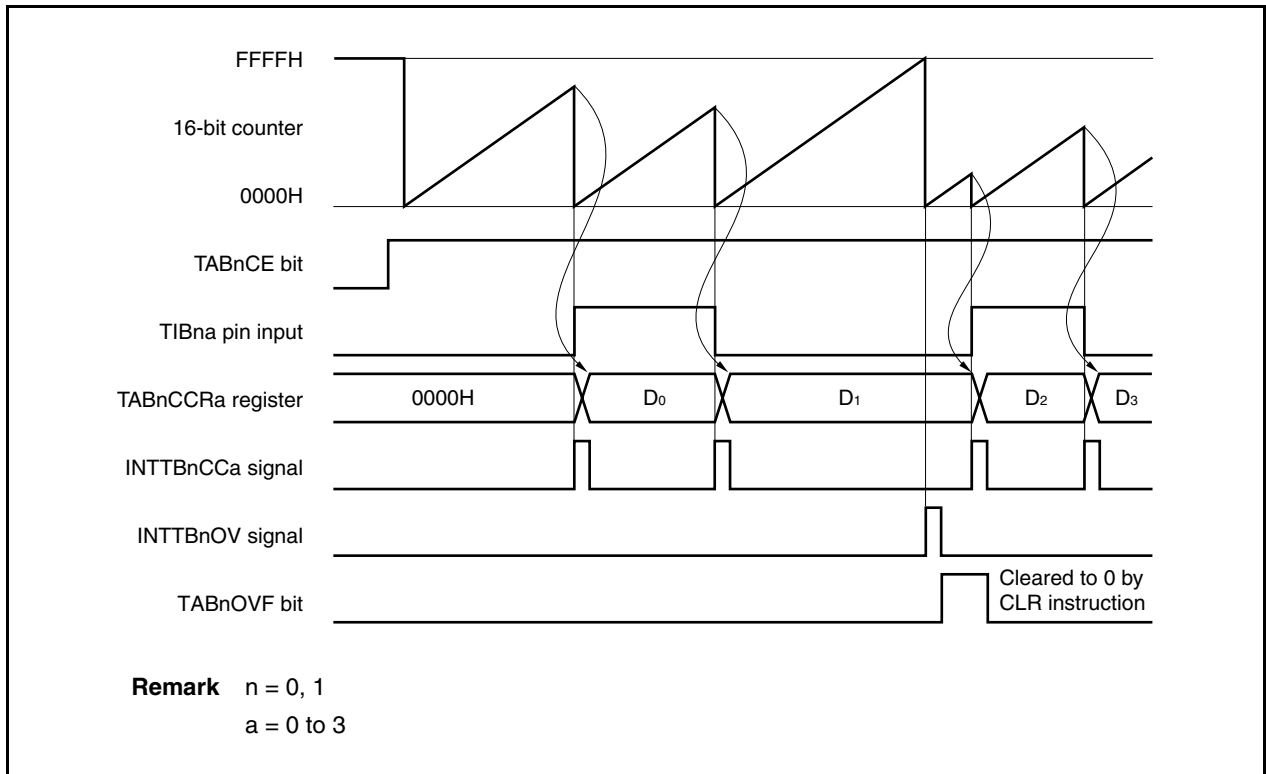 FFFFH
16-bit counter
0000H
TABnCE bit
TIBna pin input
TABnCCRa register
0000H
D0
D1
D2
D3
INTTBnCCa signal
INTTBnOV signal
TABnOVF bit
Cleared to 0 by
CLR instruction
Remark n = 0, 1
a = 0 to 3